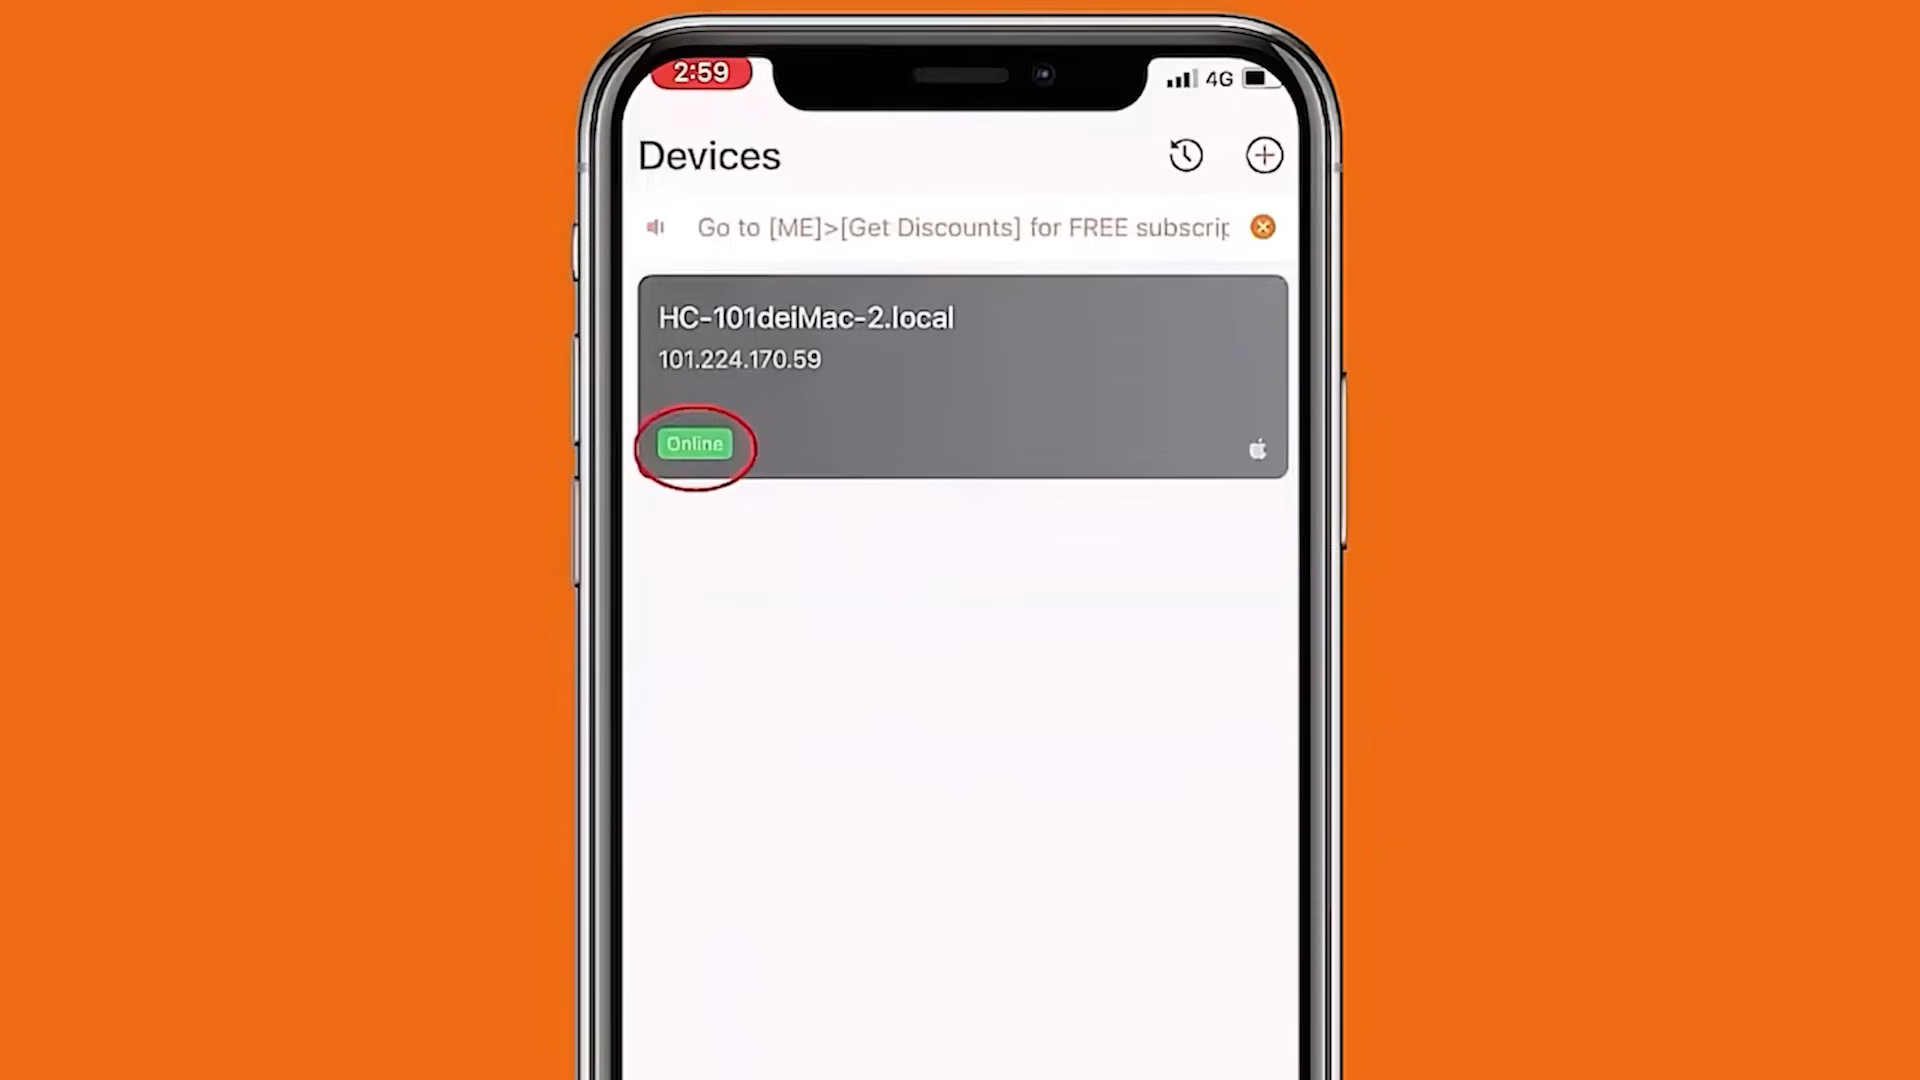 2:59
4G
Devices
Go to [ME]>[Get Discounts] for FREE subscrip
HC-101deiMac-2.local
101.224.170.59
Online